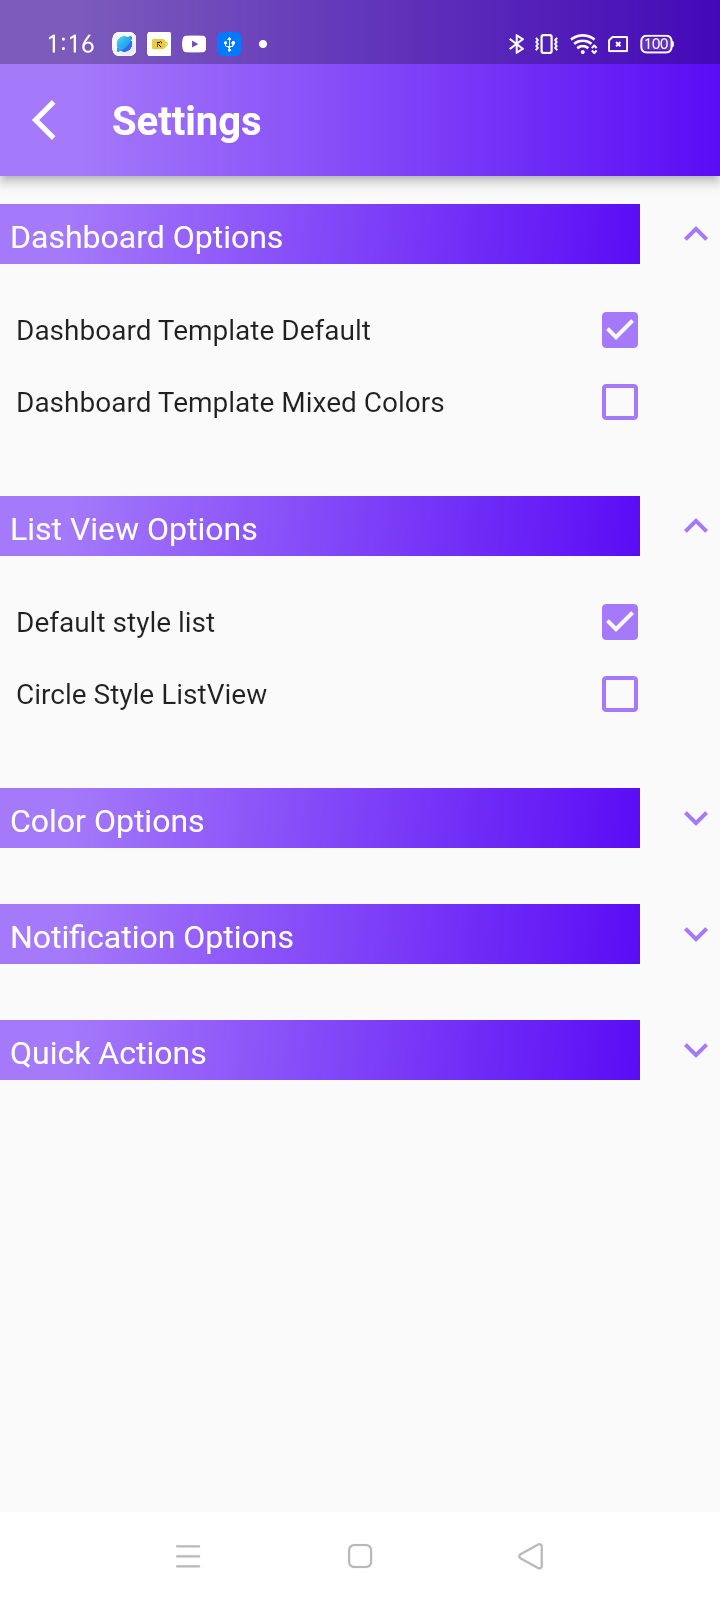 1:16
100
Settings
Dashboard Options
Dashboard Template Default
Dashboard Template Mixed Colors
List View Options
Default style list
Circle Style ListView
Color Options
Notification Options
Quick Actions